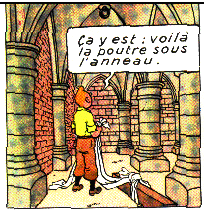 Ça y est : voilà
la poutre sous
l'anneau.